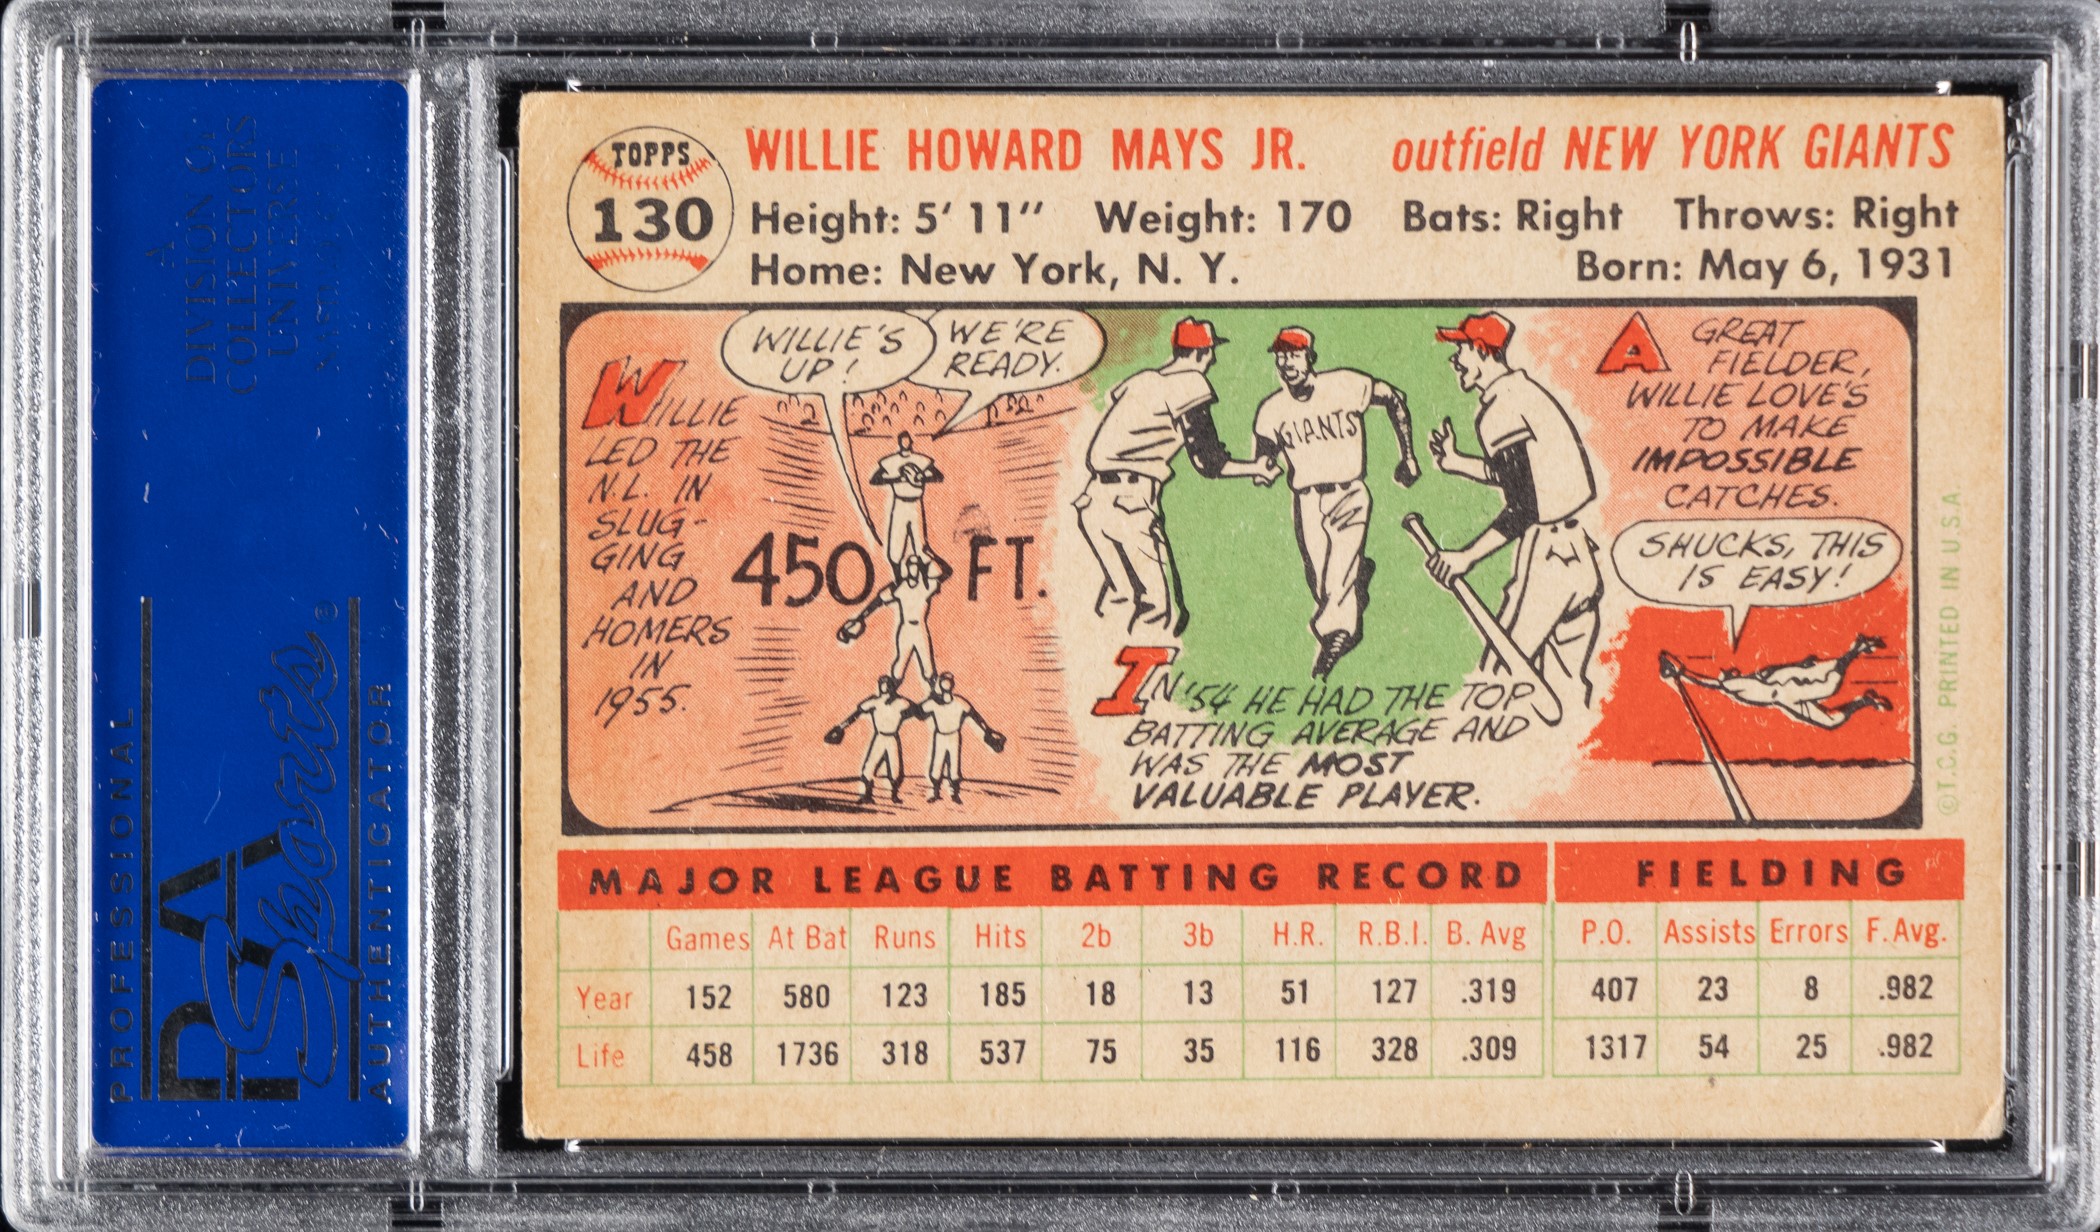 A
DIVISION OF
COLLECTORS
UNIVERSE
PROFESSIONAL
PSA
Sports®
AUTHENTICATOR
TOPPS
130
WILLIE HOWARD MAYS JR. outfield NEW YORK GIANTS
Height: 5' 11" Weight: 170 Bats: Right Throws: Right
Home: New York, N. Y. Born: May 6, 1931
WILLIE
LED THE
N.L. IN
SLUG-
GING
AND
HOMERS
IN
1955.
WILLIE'S
UP!
WE'RE
READY.
450 FT.
GIANTS
IN '54 HE HAD THE TOP
BATTING AVERAGE AND
WAS THE MOST
VALUABLE PLAYER.
A GREAT
FIELDER,
WILLIE LOVE'S
TO MAKE
IMPOSSIBLE
CATCHES.
SHUCKS, THIS
IS EASY!
©T.C.G. PRINTED IN U.S.A.
MAJOR LEAGUE BATTING RECORD FIELDING
Games At Bat Runs Hits 2b 3b H.R. R.B.I. B. Avg P.O. Assists Errors F. Avg.
Year 152 580 123 185 18 13 51 127 .319 407 23 8 .982
Life 458 1736 318 537 75 35 116 328 .309 1317 54 25 .982